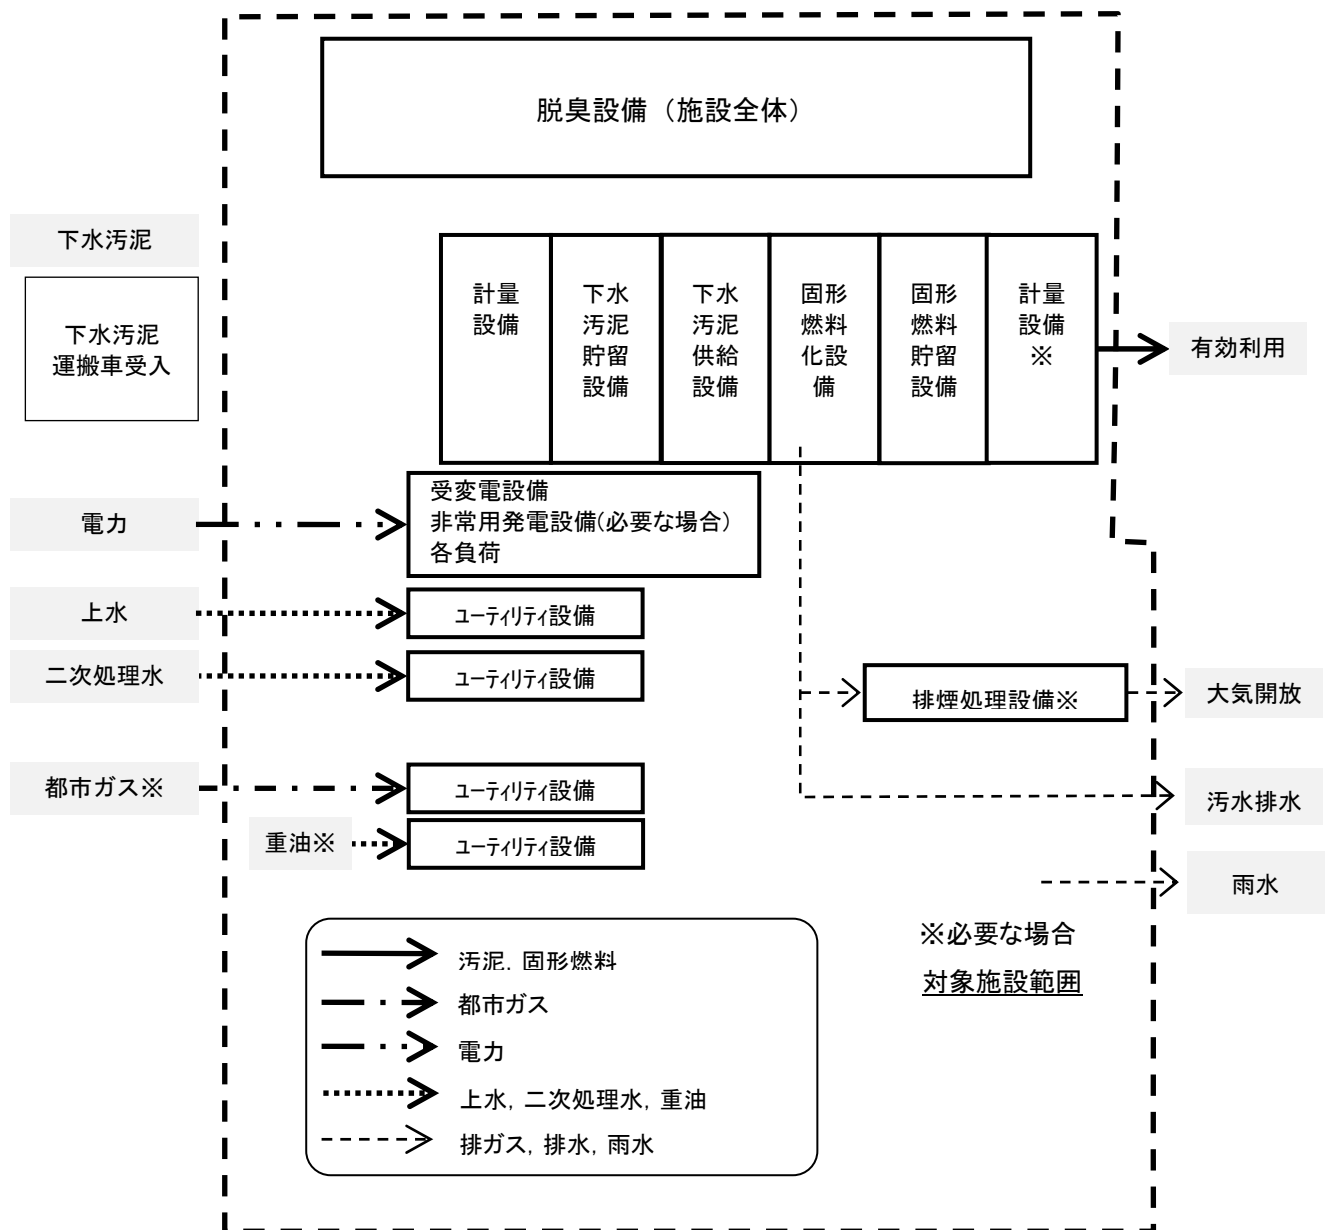 脱臭設備（施設全体）
下水汚泥
下水汚泥
運搬車受入
計量
設備
下水
汚泥
貯留
設備
下水
汚泥
供給
設備
固形
燃料
化設
備
固形
燃料
貯留
設備
計量
設備
※
有効利用
電力
受変電設備
非常用発電設備(必要な場合)
各負荷
上水
ユーティリティ設備
二次処理水
ユーティリティ設備
排煙処理設備※
大気開放
都市ガス※
ユーティリティ設備
汚水排水
重油※
ユーティリティ設備
雨水
※必要な場合
対象施設範囲
汚泥, 固形燃料
都市ガス
電力
上水, 二次処理水, 重油
排ガス, 排水, 雨水